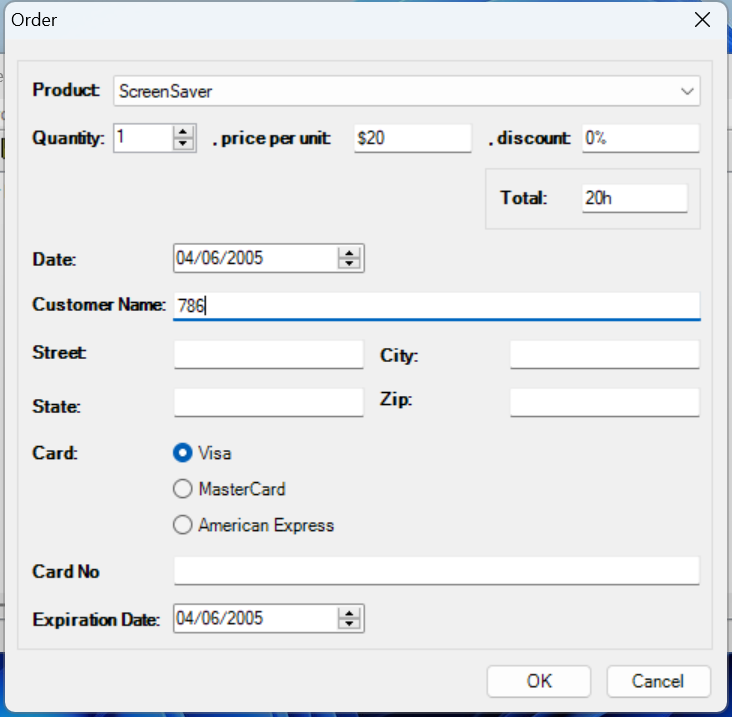 Order
Product: ScreenSaver
Quantity: 1 , price per unit: $20 , discount: 0%
Total: 20h
Date: 04/06/2005
Customer Name: 786
Street:
City:
State:
Zip:
Card: Visa
MasterCard
American Express
Card No
Expiration Date: 04/06/2005
OK Cancel